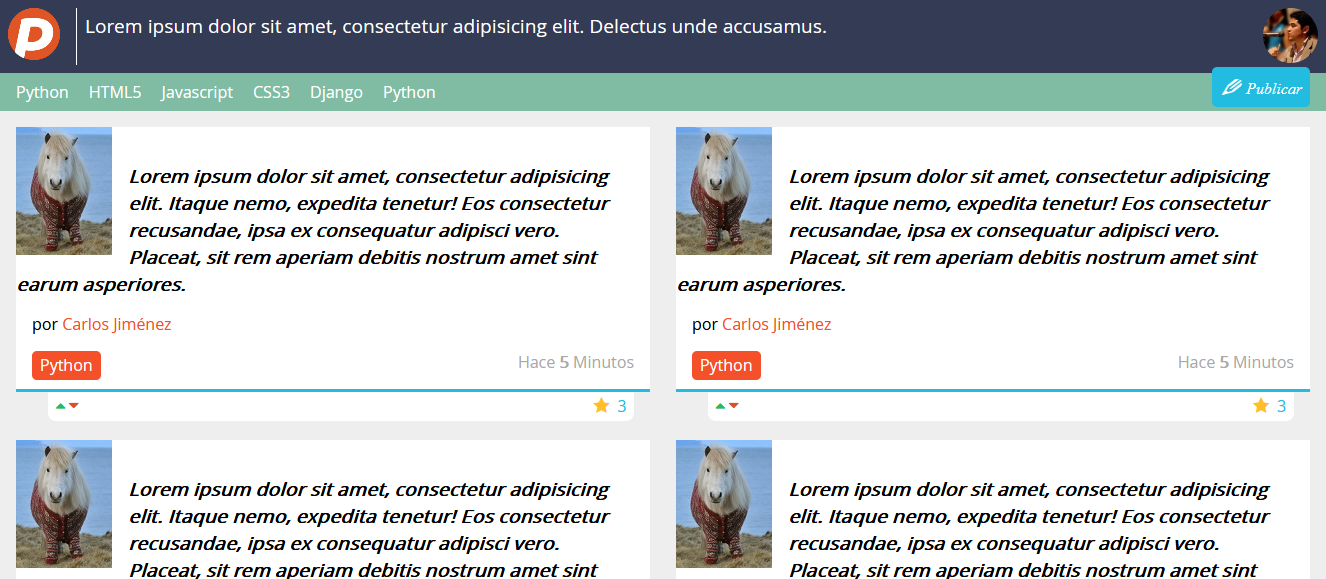 P
Lorem ipsum dolor sit amet, consectetur adipisicing elit. Delectus unde accusamus.
Python HTML5 Javascript CSS3 Django Python
Publicar
Lorem ipsum dolor sit amet, consectetur adipisicing
elit. Itaque nemo, expedita tenetur! Eos consectetur
recusandae, ipsa ex consequatur adipisci vero.
Placeat, sit rem aperiam debitis nostrum amet sint
earum asperiores.
por Carlos Jiménez
Python
Hace 5 Minutos
3
Lorem ipsum dolor sit amet, consectetur adipisicing
elit. Itaque nemo, expedita tenetur! Eos consectetur
recusandae, ipsa ex consequatur adipisci vero.
Placeat, sit rem aperiam debitis nostrum amet sint
earum asperiores.
por Carlos Jiménez
Python
Hace 5 Minutos
3
Lorem ipsum dolor sit amet, consectetur adipisicing
elit. Itaque nemo, expedita tenetur! Eos consectetur
recusandae, ipsa ex consequatur adipisci vero.
Placeat, sit rem aperiam debitis nostrum amet sint
Lorem ipsum dolor sit amet, consectetur adipisicing
elit. Itaque nemo, expedita tenetur! Eos consectetur
recusandae, ipsa ex consequatur adipisci vero.
Placeat, sit rem aperiam debitis nostrum amet sint